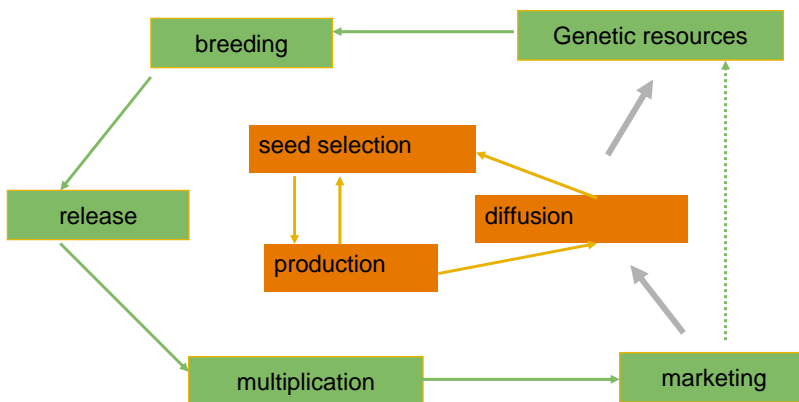 Genetic resources
breeding
seed selection
release
diffusion
production
multiplication
marketing